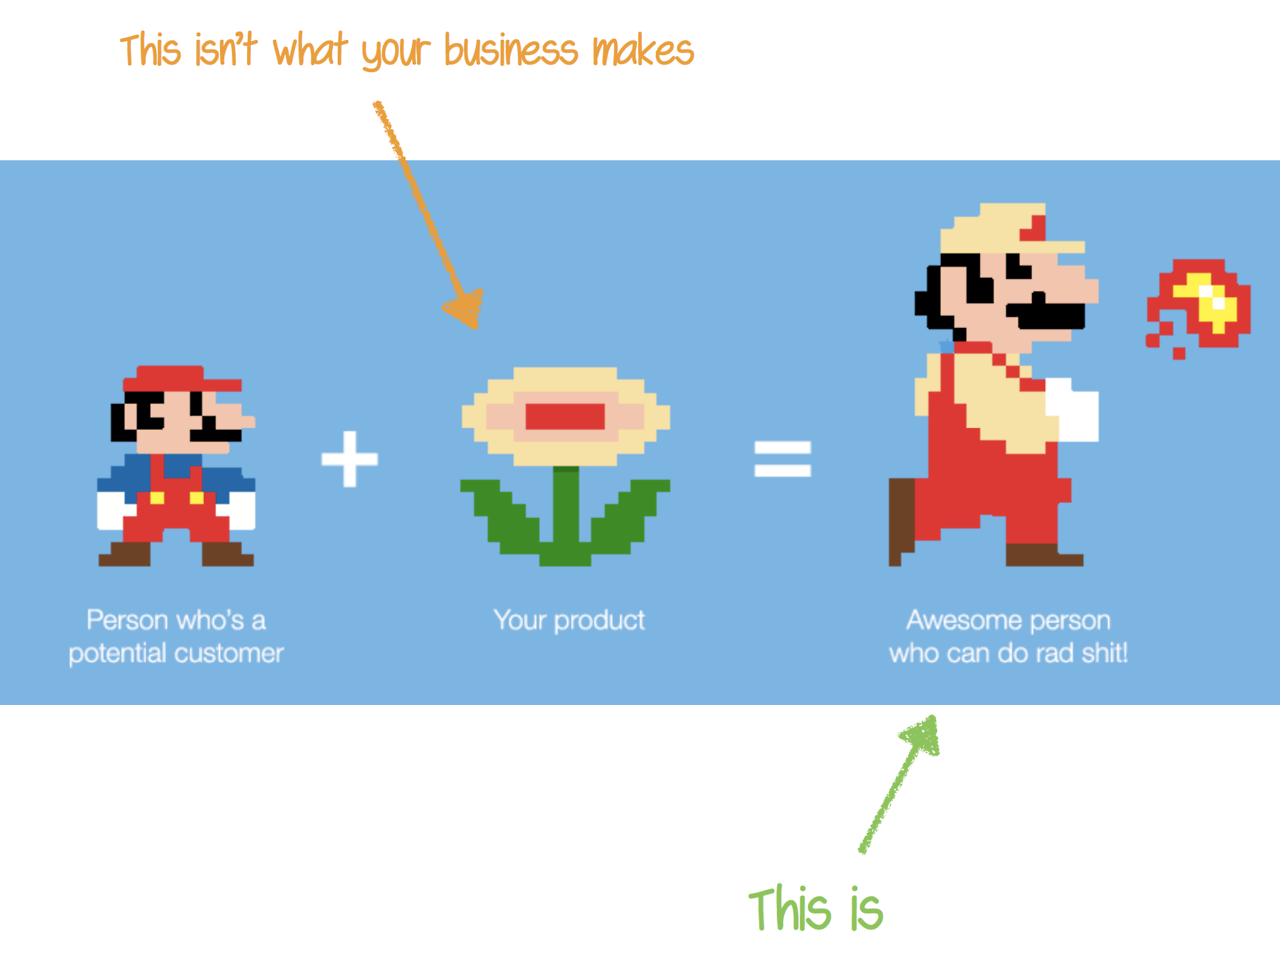 This isn't what your business makes
+
=
Person who's a
potential customer
Your product
Awesome person
who can do rad shit!
This is